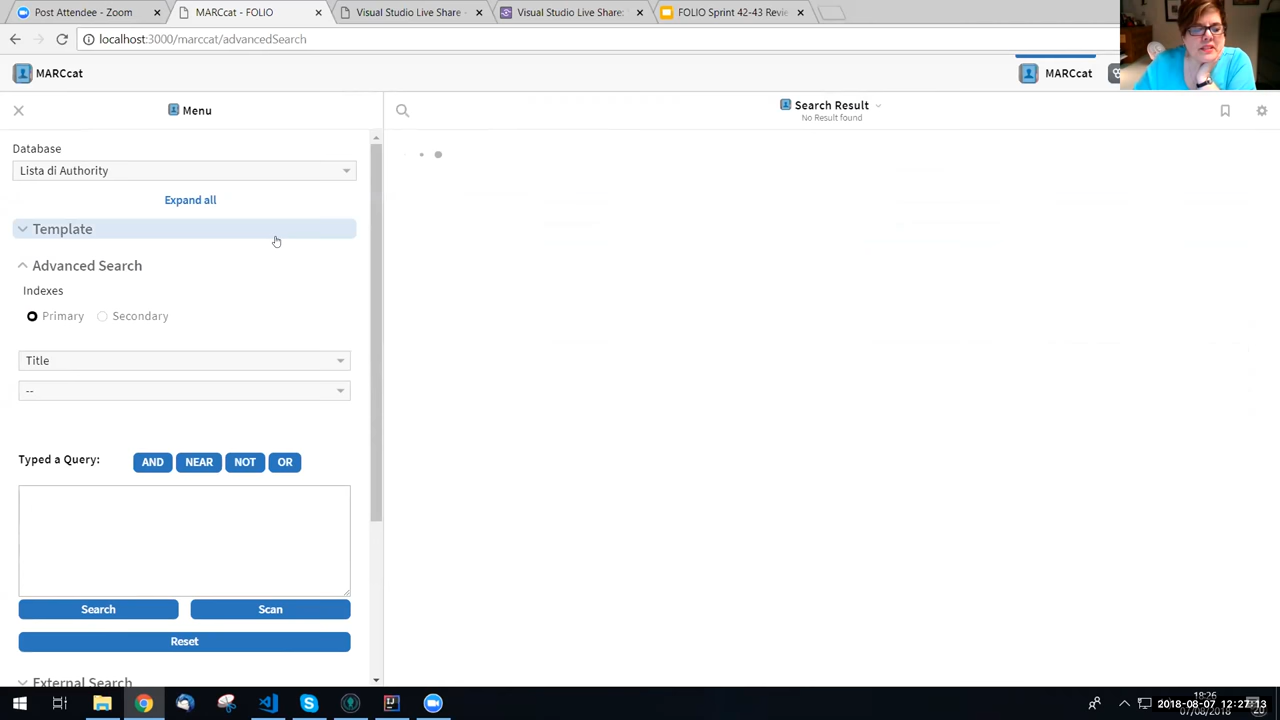 Post Attendee - Zoom
MARCcat - FOLIO
Visual Studio Live Share -
Visual Studio Live Share:
FOLIO Sprint 42-43 Revie
localhost:3000/marccat/advancedSearch
MARCcat
MARCcat
Menu
Search Result
No Result found
Database
Lista di Authority
Expand all
Template
Advanced Search
Indexes
Primary
Secondary
Title
--
Typed a Query:
AND
NEAR
NOT
OR
Search
Scan
Reset
External Search
18:26
2018-08-07 12:27:13